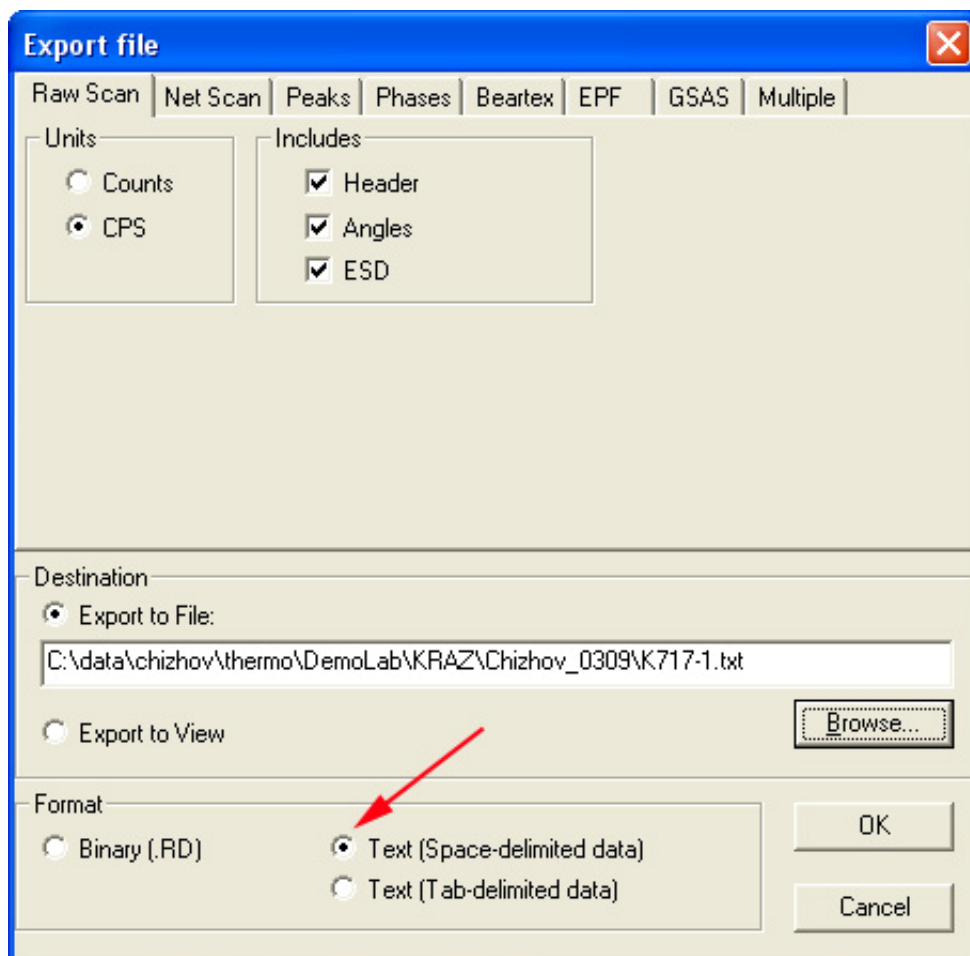 Export file
Raw Scan Net Scan Peaks Phases Beartex EPF GSAS Multiple
Units
Counts
CPS
Includes
Header
Angles
ESD
Destination
Export to File:
C:\data\chizhov\thermo\DemoLab\KRAZ\Chizhov_0309\K717-1.txt
Export to View
Browse...
Format
Binary (.RD)
Text (Space-delimited data)
Text (Tab-delimited data)
OK
Cancel